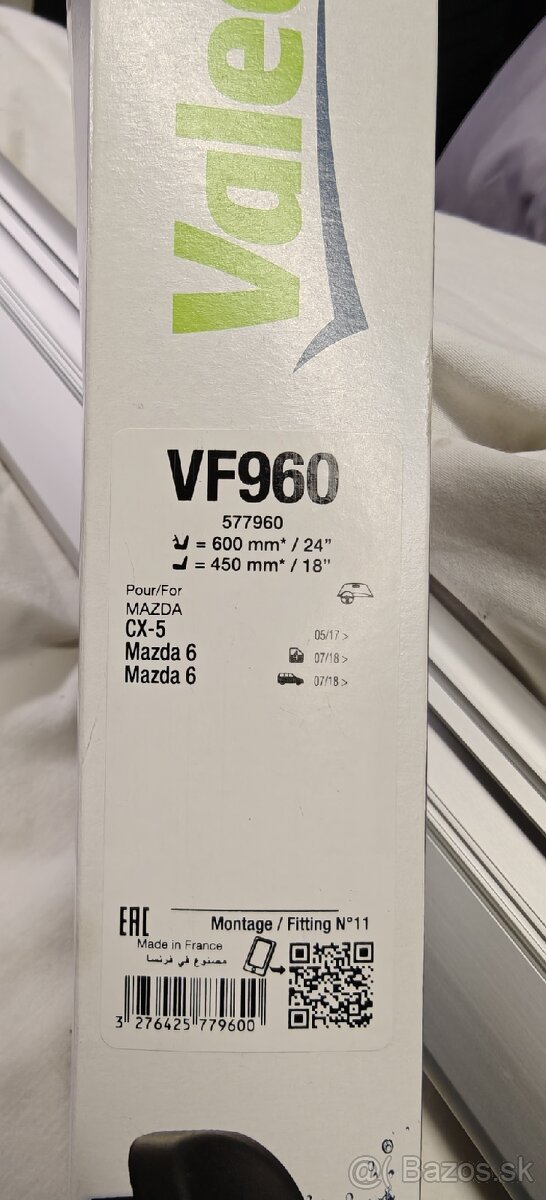 Valeo
VF960
577960
= 600 mm* / 24"
= 450 mm* / 18"
Pour/For
MAZDA
CX-5 05/17 >
Mazda 6 07/18 >
Mazda 6 07/18 >
EAC
Montage / Fitting N°11
Made in France
مصنوع في فرنسا
3 276425 779600
@( Bazos.sk